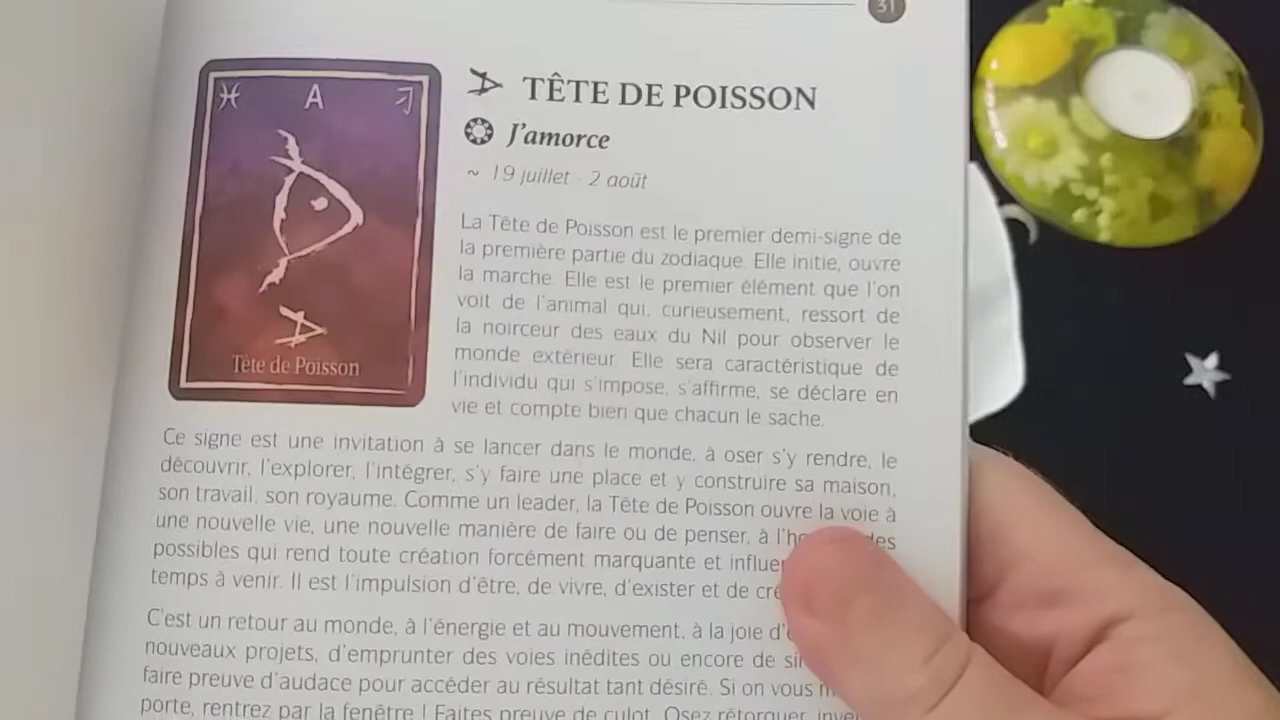 31
A
Tête de Poisson
TÊTE DE POISSON
J'amorce
~ 19 juillet - 2 août
La Tête de Poisson est le premier demi-signe de
la première partie du zodiaque. Elle initie, ouvre
la marche. Elle est le premier élément que l'on
voit de l'animal qui, curieusement, ressort de
la noirceur des eaux du Nil pour observer le
monde extérieur. Elle sera caractéristique de
l'individu qui s'impose, s'affirme, se déclare en
vie et compte bien que chacun le sache.
Ce signe est une invitation à se lancer dans le monde, à oser s'y rendre, le
découvrir, l'explorer, l'intégrer, s'y faire une place et y construire sa maison,
son travail, son royaume. Comme un leader, la Tête de Poisson ouvre la voie à
une nouvelle vie, une nouvelle manière de faire ou de penser, à des
possibles qui rend toute création forcément marquante et
temps à venir. Il est l'impulsion d'être, de vivre, d'exister et de
C'est un retour au monde, à l'énergie et au mouvement, à la joie
nouveaux projets, d'emprunter des voies inédites ou encore de
faire preuve d'audace pour accéder au résultat tant désiré. Si on vous
porte, rentrez par la fenêtre ! Faites preuve de culot. Osez rétorquer,